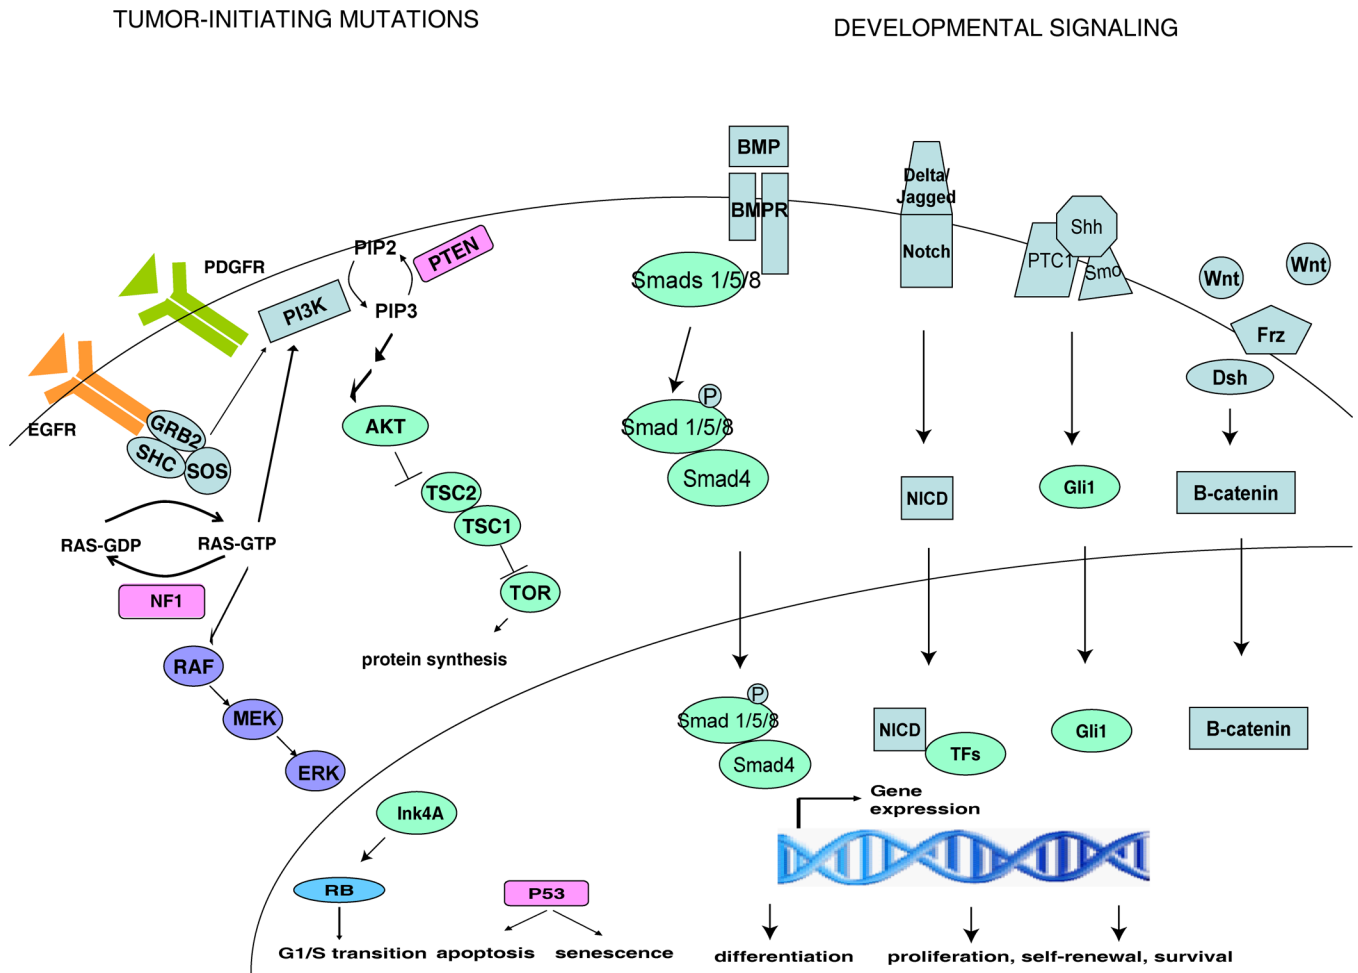 TUMOR-INITIATING MUTATIONS
DEVELOPMENTAL SIGNALING
PDGFR
PI3K
PIP2
PTEN
PIP3
EGFR
GRB2
SHC
SOS
AKT
TSC2
TSC1
TOR
protein synthesis
RAS-GDP
RAS-GTP
NF1
RAF
MEK
ERK
Ink4A
RB
G1/S transition
P53
apoptosis
senescence
BMP
BMPR
Smads 1/5/8
P
Smad 1/5/8
Smad4
P
Smad 1/5/8
Smad4
Delta/
Jagged
Notch
NICD
NICD
TFs
Shh
PTC1
Smo
Gli1
Gli1
Wnt
Wnt
Frz
Dsh
B-catenin
B-catenin
Gene
expression
differentiation
proliferation, self-renewal, survival